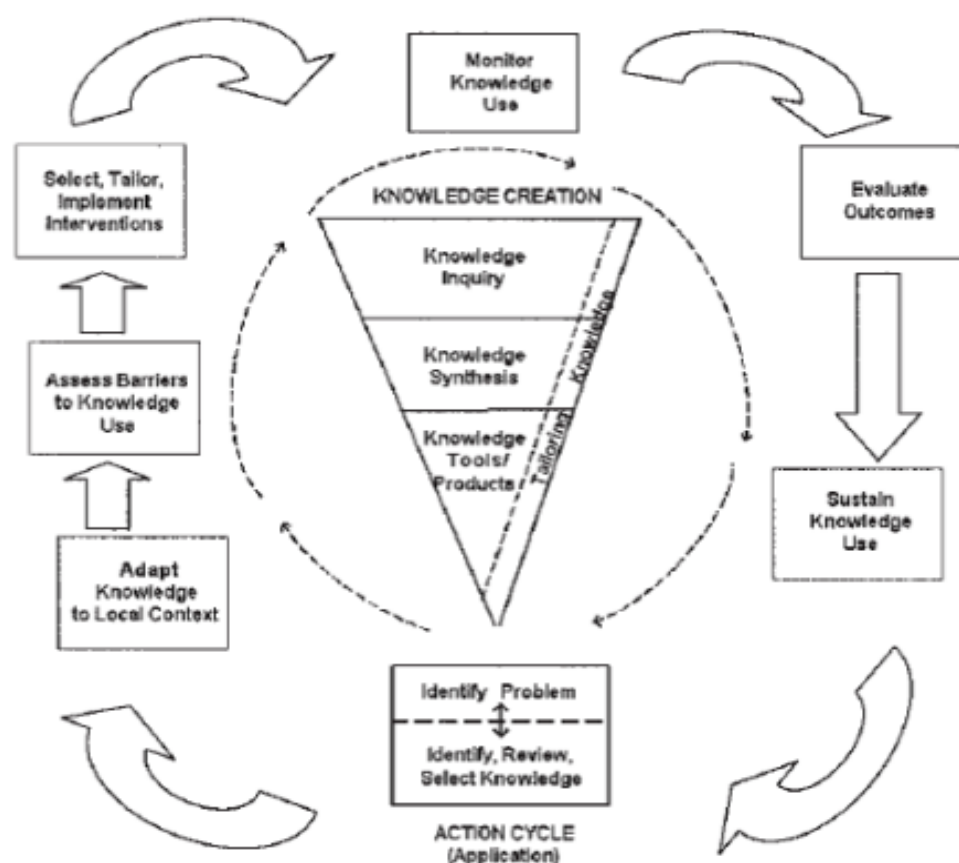 Monitor
Knowledge
Use
Select, Tailor,
Implement
Interventions
KNOWLEDGE CREATION
Evaluate
Outcomes
Knowledge
Inquiry
Knowledge
Synthesis
Knowledge
Tools/
Products
Tailoring
Knowledge
Assess Barriers
to Knowledge
Use
Sustain
Knowledge
Use
Adapt
Knowledge
to Local Context
Identify Problem
Identify, Review,
Select Knowledge
ACTION CYCLE
(Application)